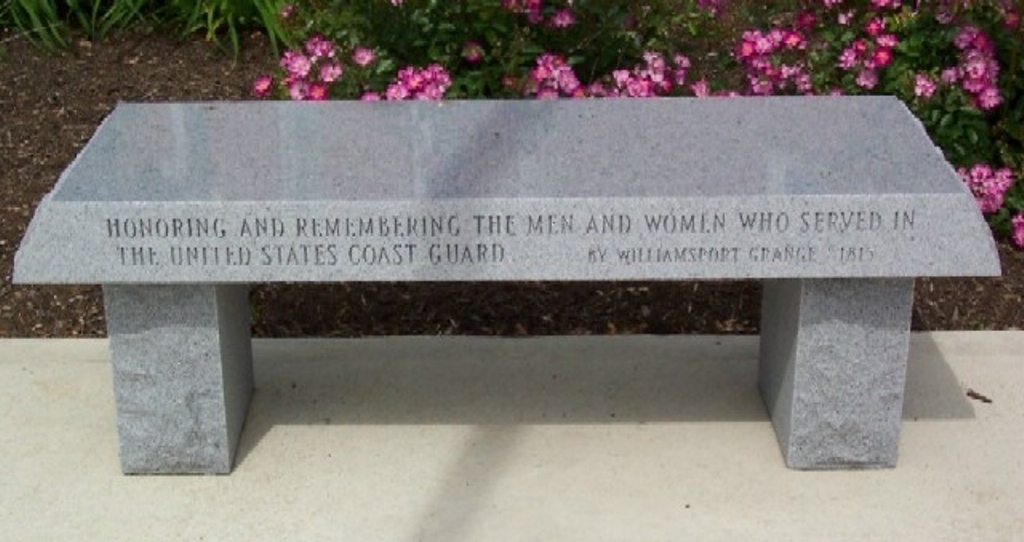 HONORING AND REMEMBERING THE MEN AND WOMEN WHO SERVED IN
THE UNITED STATES COAST GUARD BY WILLIAMSPORT GRANGE